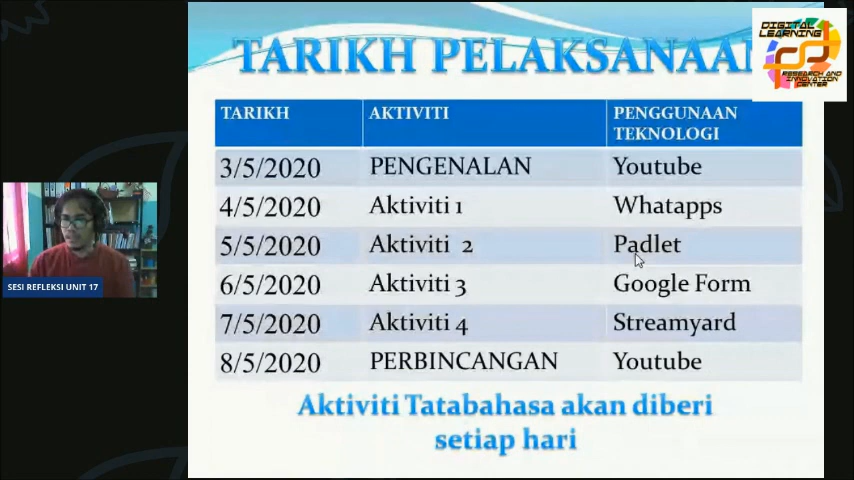 TARIKH PELAKSANAAN
DIGITAL
LEARNING
RESEARCH AND
INNOVATION
CENTER
TARIKH AKTIVITI PENGGUNAAN
TEKNOLOGI
3/5/2020 PENGENALAN Youtube
4/5/2020 Aktiviti 1 Whatapps
5/5/2020 Aktiviti 2 Padlet
6/5/2020 Aktiviti 3 Google Form
7/5/2020 Aktiviti 4 Streamyard
8/5/2020 PERBINCANGAN Youtube
SESI REFLEKSI UNIT 17
Aktiviti Tatabahasa akan diberi
setiap hari